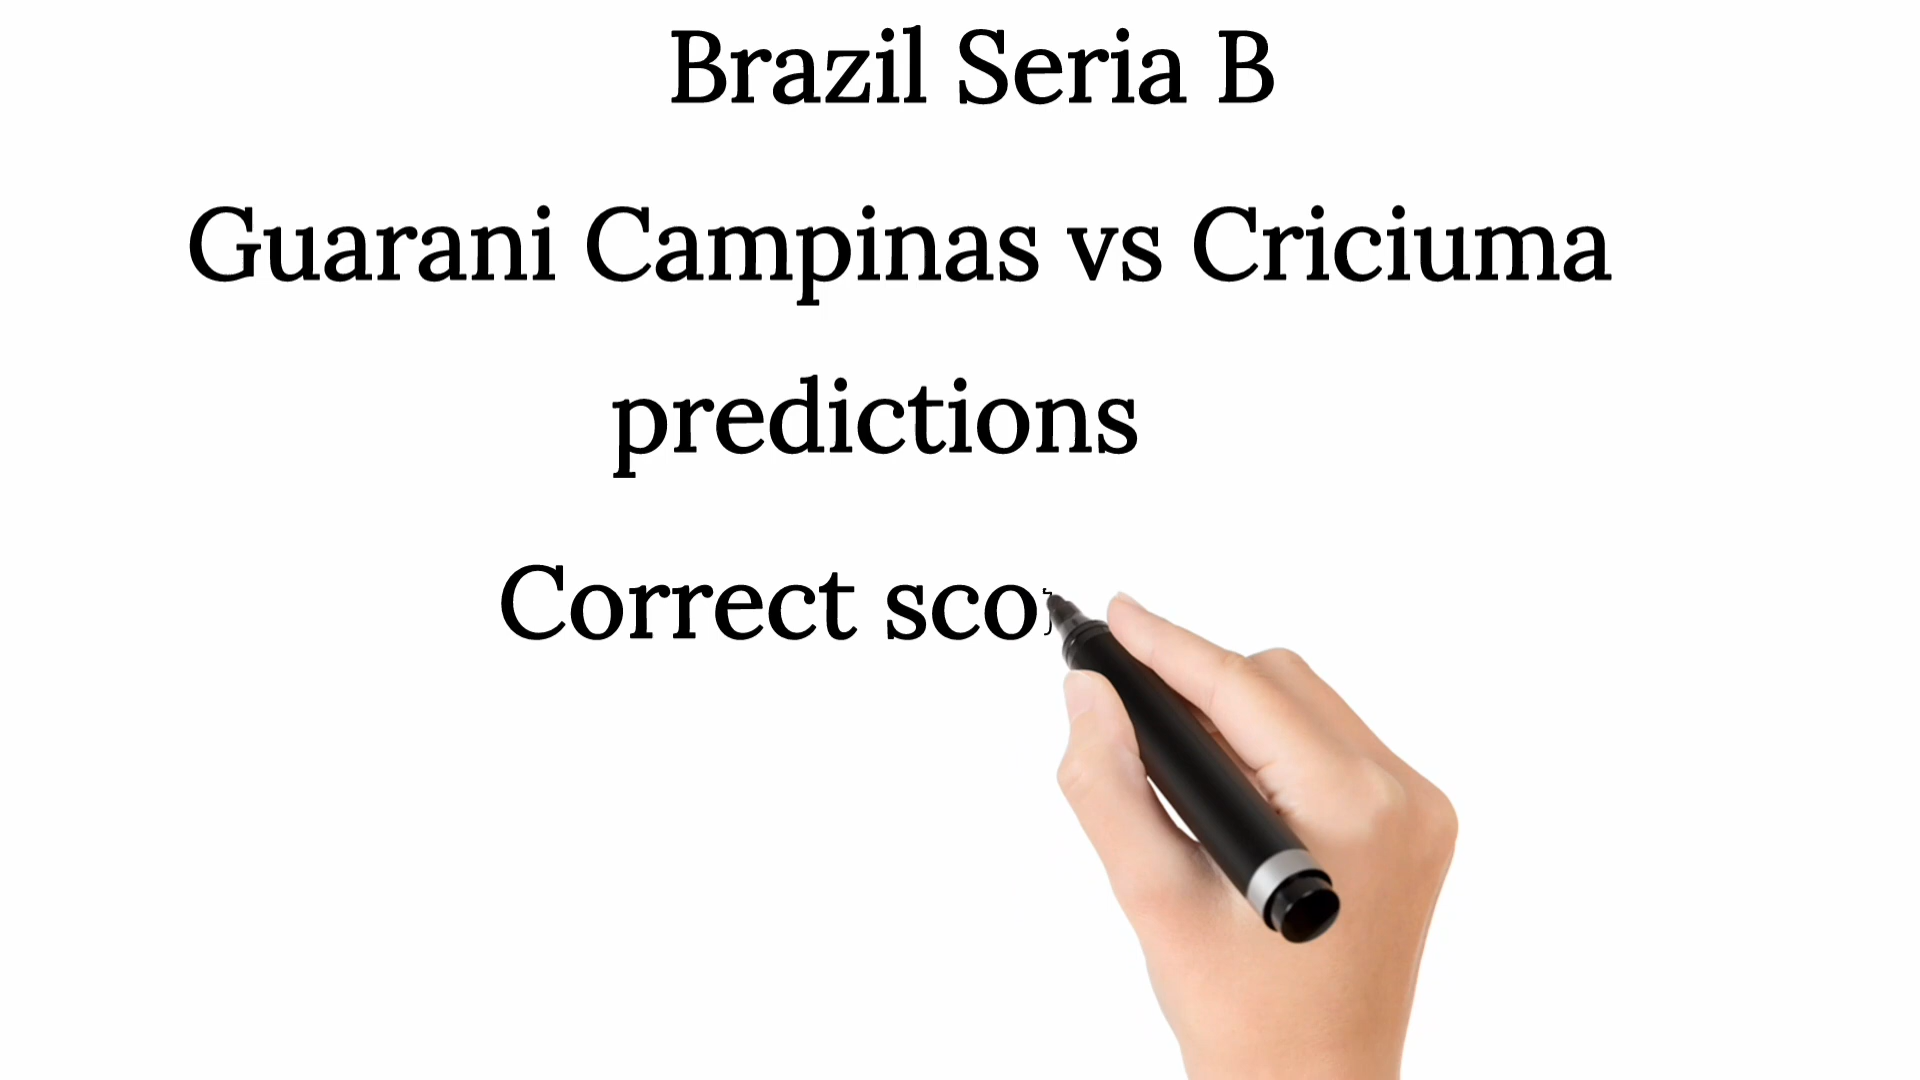 Brazil Seria B
Guarani Campinas vs Criciuma
predictions
Correct sco